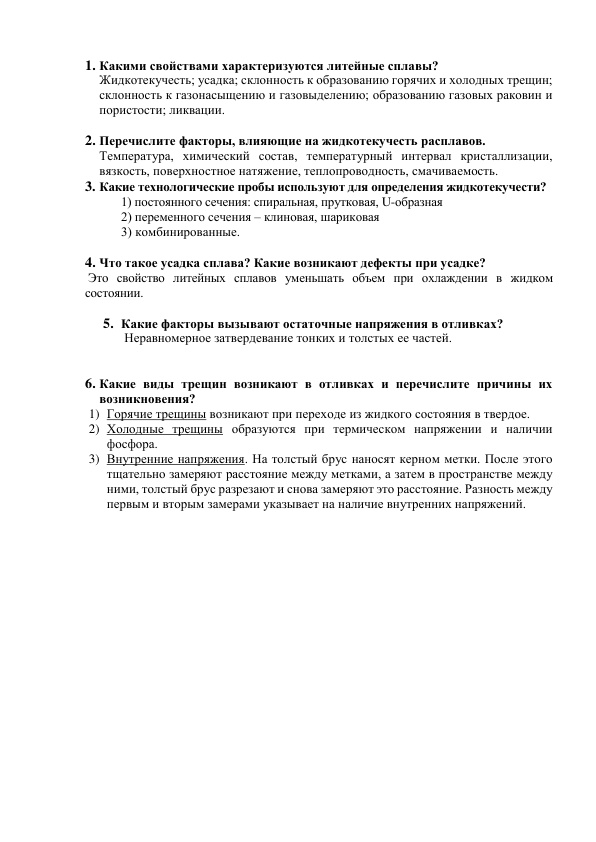 1. Какими свойствами характеризуются литейные сплавы?
Жидкотекучесть; усадка; склонность к образованию горячих и холодных трещин;
склонность к газонасыщению и газовыделению; образованию газовых раковин и
пористости; ликвации.
2. Перечислите факторы, влияющие на жидкотекучесть расплавов.
Температура, химический состав, температурный интервал кристаллизации,
вязкость, поверхностное натяжение, теплопроводность, смачиваемость.
3. Какие технологические пробы используют для определения жидкотекучести?
1) постоянного сечения: спиральная, прутковая, U-образная
2) переменного сечения – клиновая, шариковая
3) комбинированные.
4. Что такое усадка сплава? Какие возникают дефекты при усадке?
Это свойство литейных сплавов уменьшать объем при охлаждении в жидком
состоянии.
5. Какие факторы вызывают остаточные напряжения в отливках?
Неравномерное затвердевание тонких и толстых ее частей.
6. Какие виды трещин возникают в отливках и перечислите причины их
возникновения?
1) Горячие трещины возникают при переходе из жидкого состояния в твердое.
2) Холодные трещины образуются при термическом напряжении и наличии
фосфора.
3) Внутренние напряжения. На толстый брус наносят керном метки. После этого
тщательно замеряют расстояние между метками, а затем в пространстве между
ними, толстый брус разрезают и снова замеряют это расстояние. Разность между
первым и вторым замерами указывает на наличие внутренних напряжений.